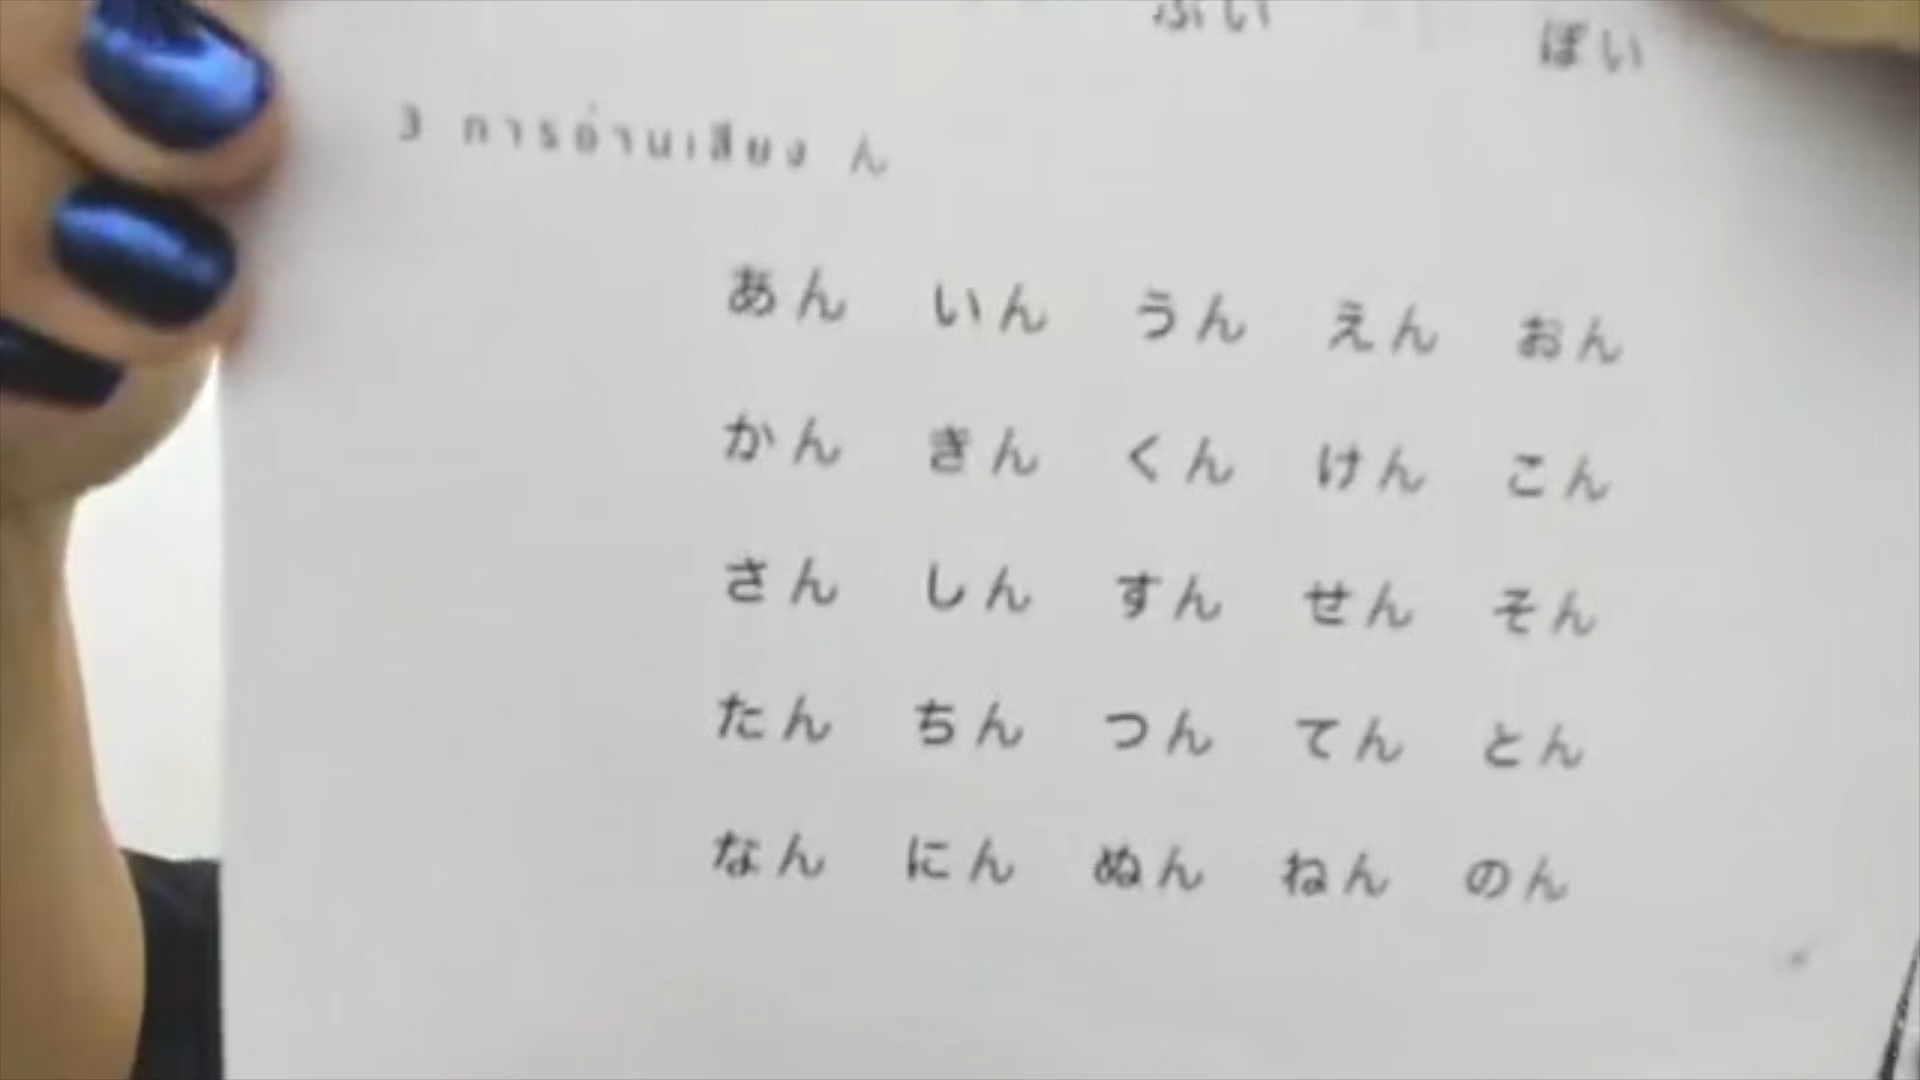 ぶい ぽい
3 การอ่านเสียง ん
あん いん うん えん おん
かん きん くん けん こん
さん しん すん せん そん
たん ちん つん てん とん
なん にん ぬん ねん のん